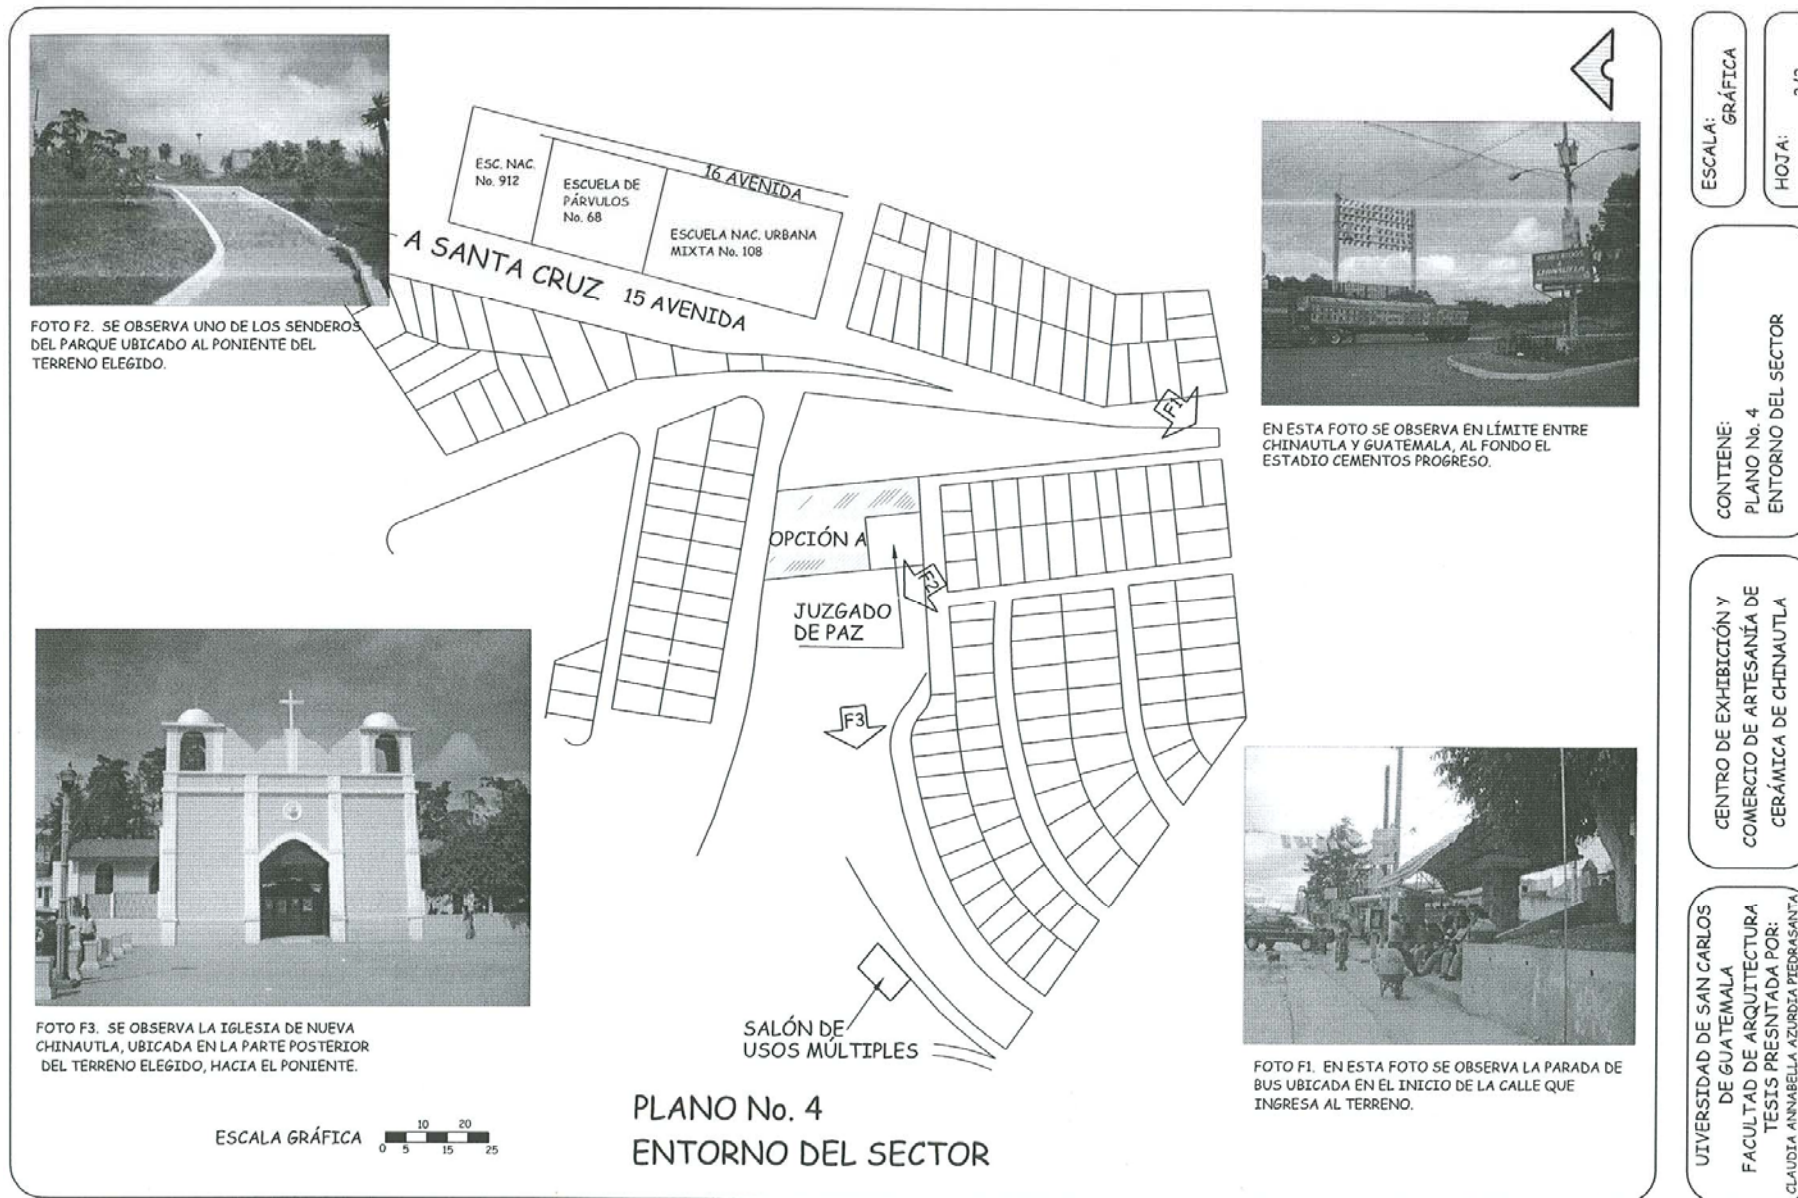 FOTO F2. SE OBSERVA UNO DE LOS SENDEROS
DEL PARQUE UBICADO AL PONIENTE DEL
TERRENO ELEGIDO.
ESC. NAC.
No. 912
ESCUELA DE
PÁRVULOS
No. 68
16 AVENIDA
ESCUELA NAC. URBANA
MIXTA No. 108
A SANTA CRUZ 15 AVENIDA
F1
EN ESTA FOTO SE OBSERVA EN LÍMITE ENTRE
CHINAUTLA Y GUATEMALA, AL FONDO EL
ESTADIO CEMENTOS PROGRESO.
OPCIÓN A
F2
JUZGADO
DE PAZ
F3
FOTO F3. SE OBSERVA LA IGLESIA DE NUEVA
CHINAUTLA, UBICADA EN LA PARTE POSTERIOR
DEL TERRENO ELEGIDO, HACIA EL PONIENTE.
SALÓN DE
USOS MÚLTIPLES
FOTO F1. EN ESTA FOTO SE OBSERVA LA PARADA DE
BUS UBICADA EN EL INICIO DE LA CALLE QUE
INGRESA AL TERRENO.
ESCALA GRÁFICA
10 20
0 5 15 25
PLANO No. 4
ENTORNO DEL SECTOR
ESCALA:
GRÁFICA
HOJA:
CONTIENE:
PLANO No. 4
ENTORNO DEL SECTOR
CENTRO DE EXHIBICIÓN Y
COMERCIO DE ARTESANÍA DE
CERÁMICA DE CHINAUTLA
UIVERSIDAD DE SAN CARLOS
DE GUATEMALA
FACULTAD DE ARQUITECTURA
TESIS PRESNTADA POR:
CLAUDIA ANNABELLA AZURDIA PIEDRASANTA